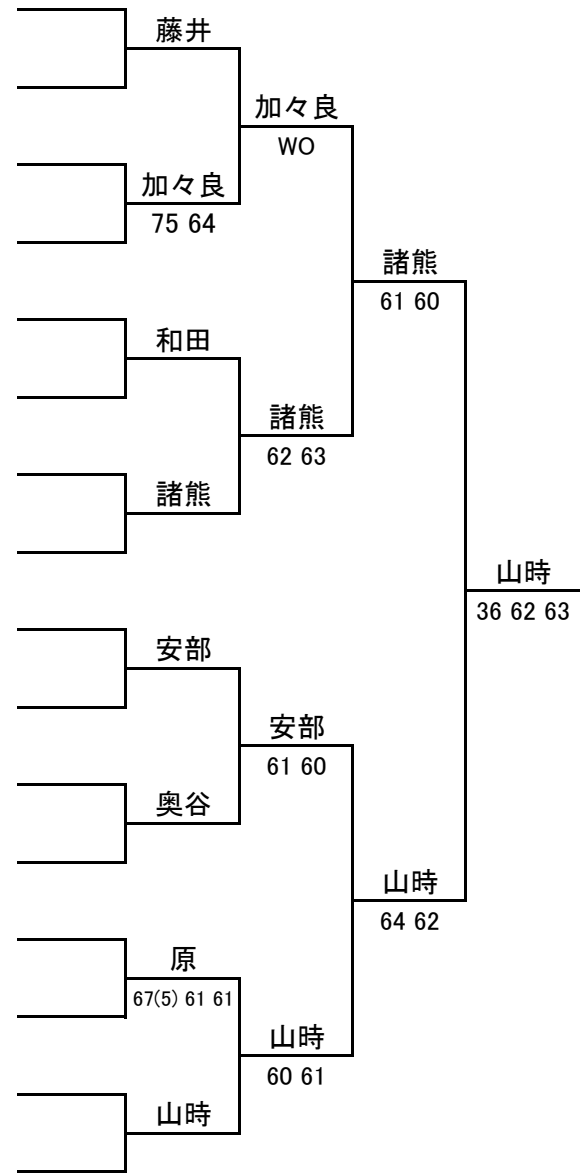 藤井
加々良
WO
加々良
75 64
諸熊
61 60
和田
諸熊
62 63
諸熊
山時
36 62 63
安部
安部
61 60
奥谷
山時
64 62
原
67(5) 61 61
山時
60 61
山時